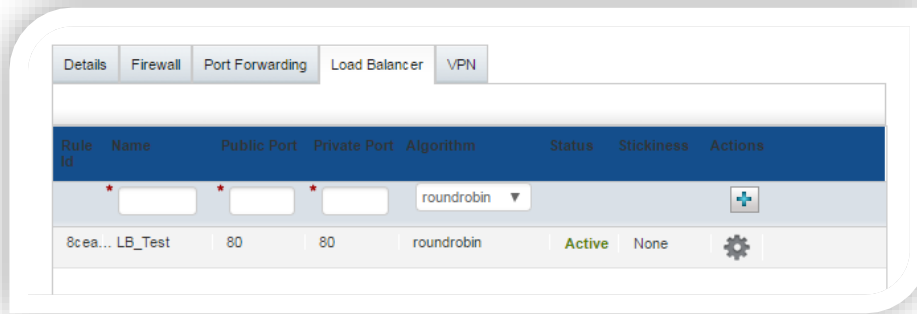 Details Firewall Port Forwarding Load Balancer VPN
Rule Id Name Public Port Private Port Algorithm Status Stickiness Actions
* * * roundrobin ▼
8cea... LB_Test 80 80 roundrobin Active None